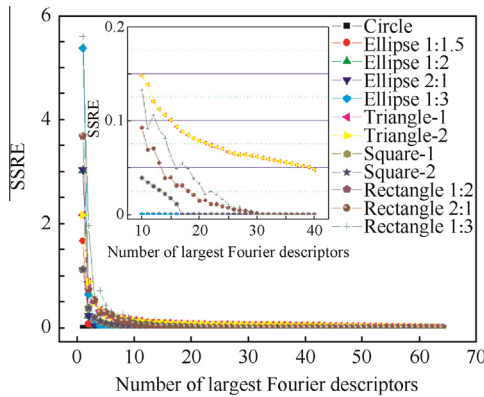 6
5
4
3
2
1
0
SSRE
0 10 20 30 40 50 60 70
Number of largest Fourier descriptors
0.2
0.1
0
SSRE
10 20 30 40
Number of largest Fourier descriptors
Circle
Ellipse 1:1.5
Ellipse 1:2
Ellipse 2:1
Ellipse 1:3
Triangle-1
Triangle-2
Square-1
Square-2
Rectangle 1:2
Rectangle 2:1
Rectangle 1:3